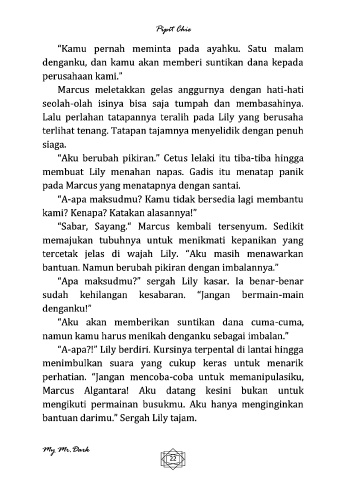 Pipit Chie
“Kamu pernah meminta pada ayahku. Satu malam
denganku, dan kamu akan memberi suntikan dana kepada
perusahaan kami.”
Marcus meletakkan gelas anggurnya dengan hati-hati
seolah-olah isinya bisa saja tumpah dan membasahinya.
Lalu perlahan tatapannya teralih pada Lily yang berusaha
terlihat tenang. Tatapan tajamnya menyelidik dengan penuh
siaga.
“Aku berubah pikiran.” Cetus lelaki itu tiba-tiba hingga
membuat Lily menahan napas. Gadis itu menatap panik
pada Marcus yang menatapnya dengan santai.
“A-apa maksudmu? Kamu tidak bersedia lagi membantu
kami? Kenapa? Katakan alasannya!”
“Sabar, Sayang.” Marcus kembali tersenyum. Sedikit
memajukan tubuhnya untuk menikmati kepanikan yang
tercetak jelas di wajah Lily. “Aku masih menawarkan
bantuan. Namun berubah pikiran dengan imbalannya.”
“Apa maksudmu?” sergah Lily kasar. Ia benar-benar
sudah kehilangan kesabaran. “Jangan bermain-main
denganku!”
“Aku akan memberikan suntikan dana cuma-cuma,
namun kamu harus menikah denganku sebagai imbalan.”
“A-apa?!” Lily berdiri. Kursinya terpental di lantai hingga
menimbulkan suara yang cukup keras untuk menarik
perhatian. “Jangan mencoba-coba untuk memanipulasiku,
Marcus Algantara! Aku datang kesini bukan untuk
mengikuti permainan busukmu. Aku hanya menginginkan
bantuan darimu.” Sergah Lily tajam.
My Mr.Dark
22